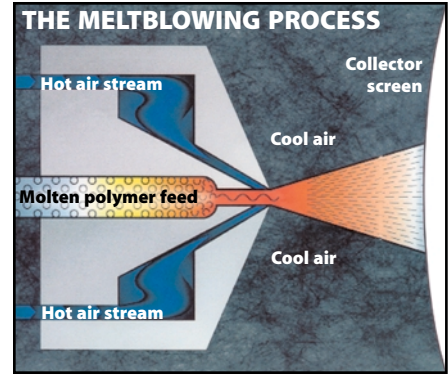 THE MELTBLOWING PROCESS
Hot air stream
Collector
screen
Cool air
Molten polymer feed
Cool air
Hot air stream